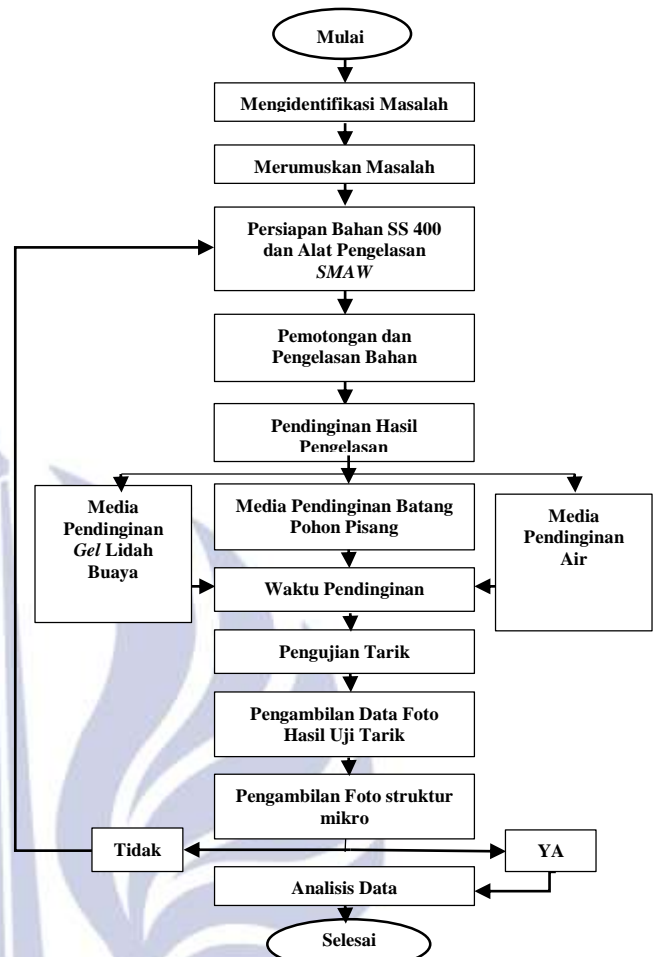 Mulai
Mengidentifikasi Masalah
Merumuskan Masalah
Persiapan Bahan SS 400
dan Alat Pengelasan
SMAW
Pemotongan dan
Pengelasan Bahan
Pendinginan Hasil
Pengelasan
Media
Pendinginan
Gel Lidah
Buaya
Media Pendinginan Batang
Pohon Pisang
Media
Pendinginan
Air
Waktu Pendinginan
Pengujian Tarik
Pengambilan Data Foto
Hasil Uji Tarik
Pengambilan Foto struktur
mikro
Tidak
YA
Analisis Data
Selesai